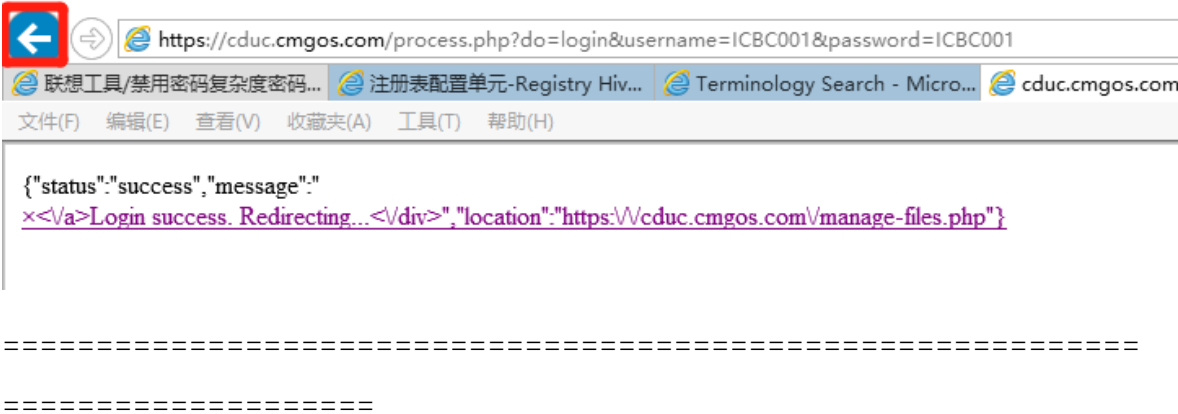 https://cduc.cmgos.com/process.php?do=login&username=ICBC001&password=ICBC001
联想工具/禁用密码复杂度密码... 注册表配置单元-Registry Hiv... Terminology Search - Micro... cduc.cmgos.com
文件(F) 编辑(E) 查看(V) 收藏夹(A) 工具(T) 帮助(H)
{"status":"success","message":"
×<\/a>Login success. Redirecting...<\/div>","location":"https:\/\/cduc.cmgos.com\/manage-files.php"}
=============================================================
====================